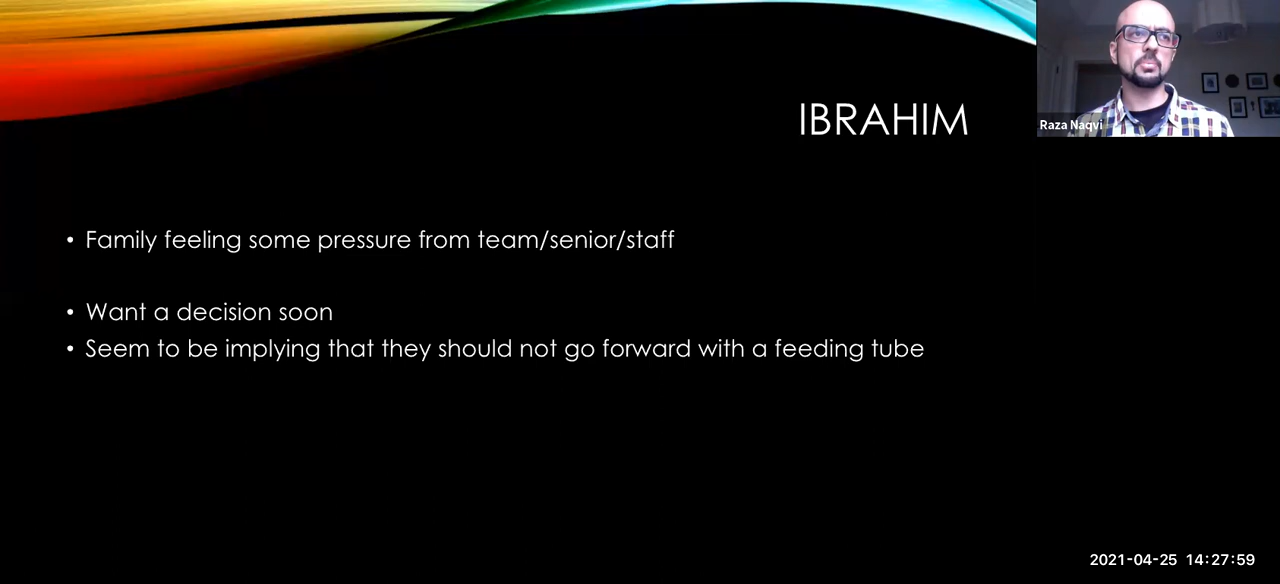 IBRAHIM
Raza Naqvi
• Family feeling some pressure from team/senior/staff
• Want a decision soon
• Seem to be implying that they should not go forward with a feeding tube
2021-04-25 14:27:59